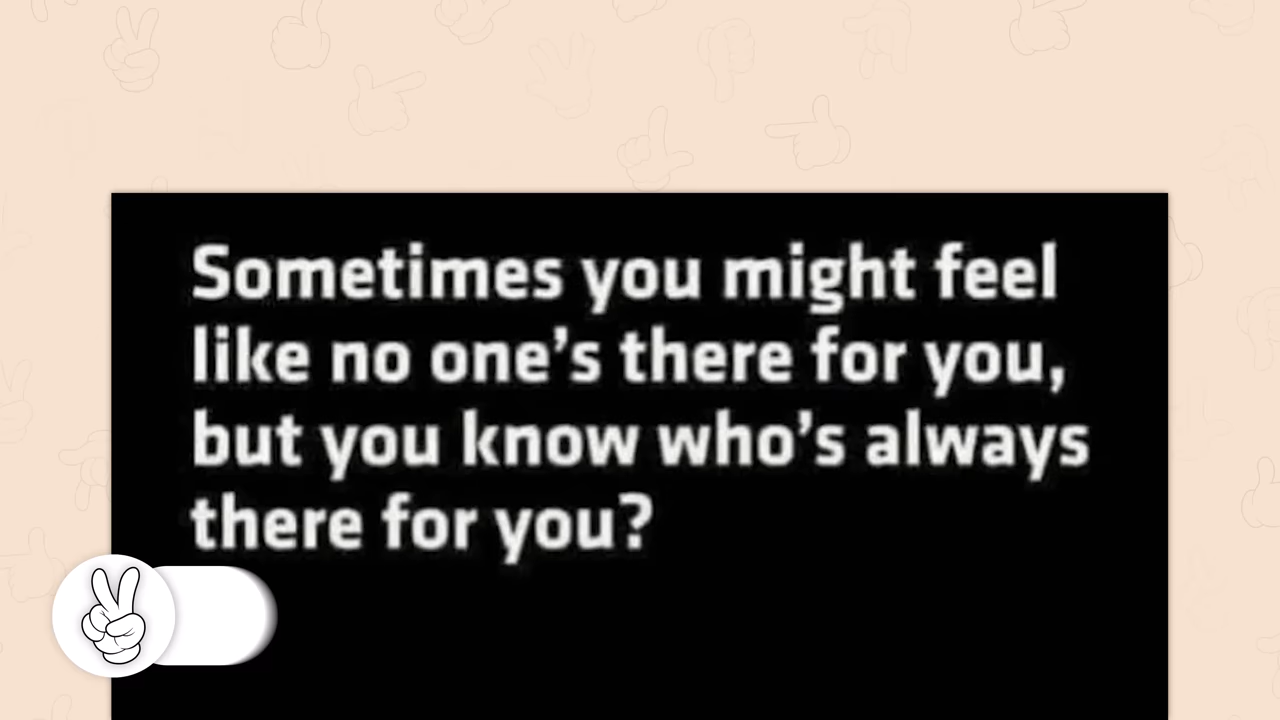 Sometimes you might feel
like no one’s there for you,
but you know who’s always
there for you?